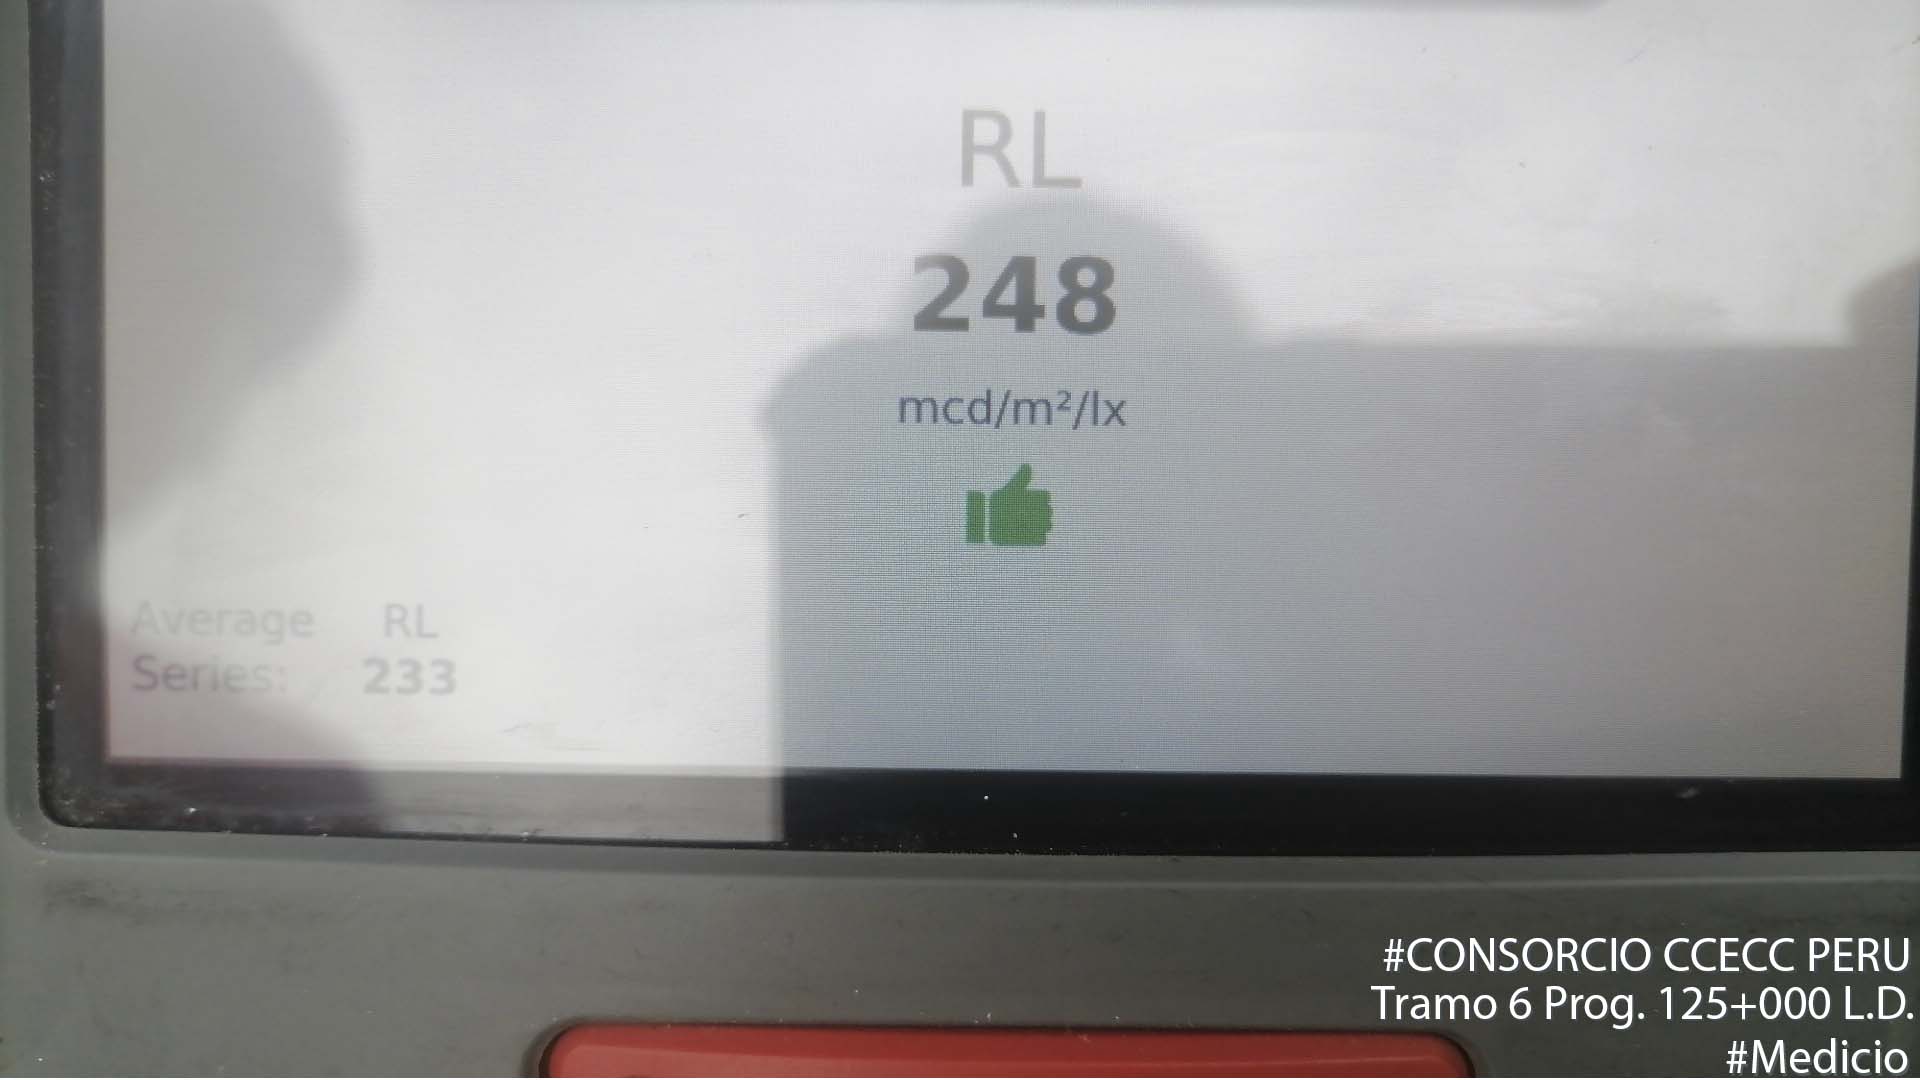 RL
248
mcd/m²/lx
Average RL
Series: 233
#CONSORCIO CCECC PERU
Tramo 6 Prog. 125+000 L.D.
#Medicio